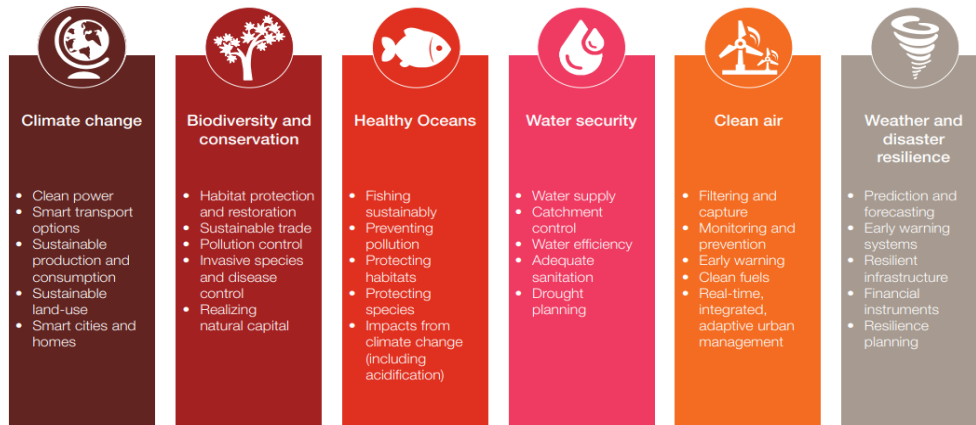 Climate change
• Clean power
• Smart transport
options
• Sustainable
production and
consumption
• Sustainable
land-use
• Smart cities and
homes
Biodiversity and
conservation
• Habitat protection
and restoration
• Sustainable trade
• Pollution control
• Invasive species
and disease
control
• Realizing
natural capital
Healthy Oceans
• Fishing
sustainably
• Preventing
pollution
• Protecting
habitats
• Protecting
species
• Impacts from
climate change
(including
acidification)
Water security
• Water supply
• Catchment
control
• Water efficiency
• Adequate
sanitation
• Drought
planning
Clean air
• Filtering and
capture
• Monitoring and
prevention
• Early warning
• Clean fuels
• Real-time,
integrated,
adaptive urban
management
Weather and
disaster
resilience
• Prediction and
forecasting
• Early warning
systems
• Resilient
infrastructure
• Financial
instruments
• Resilience
planning